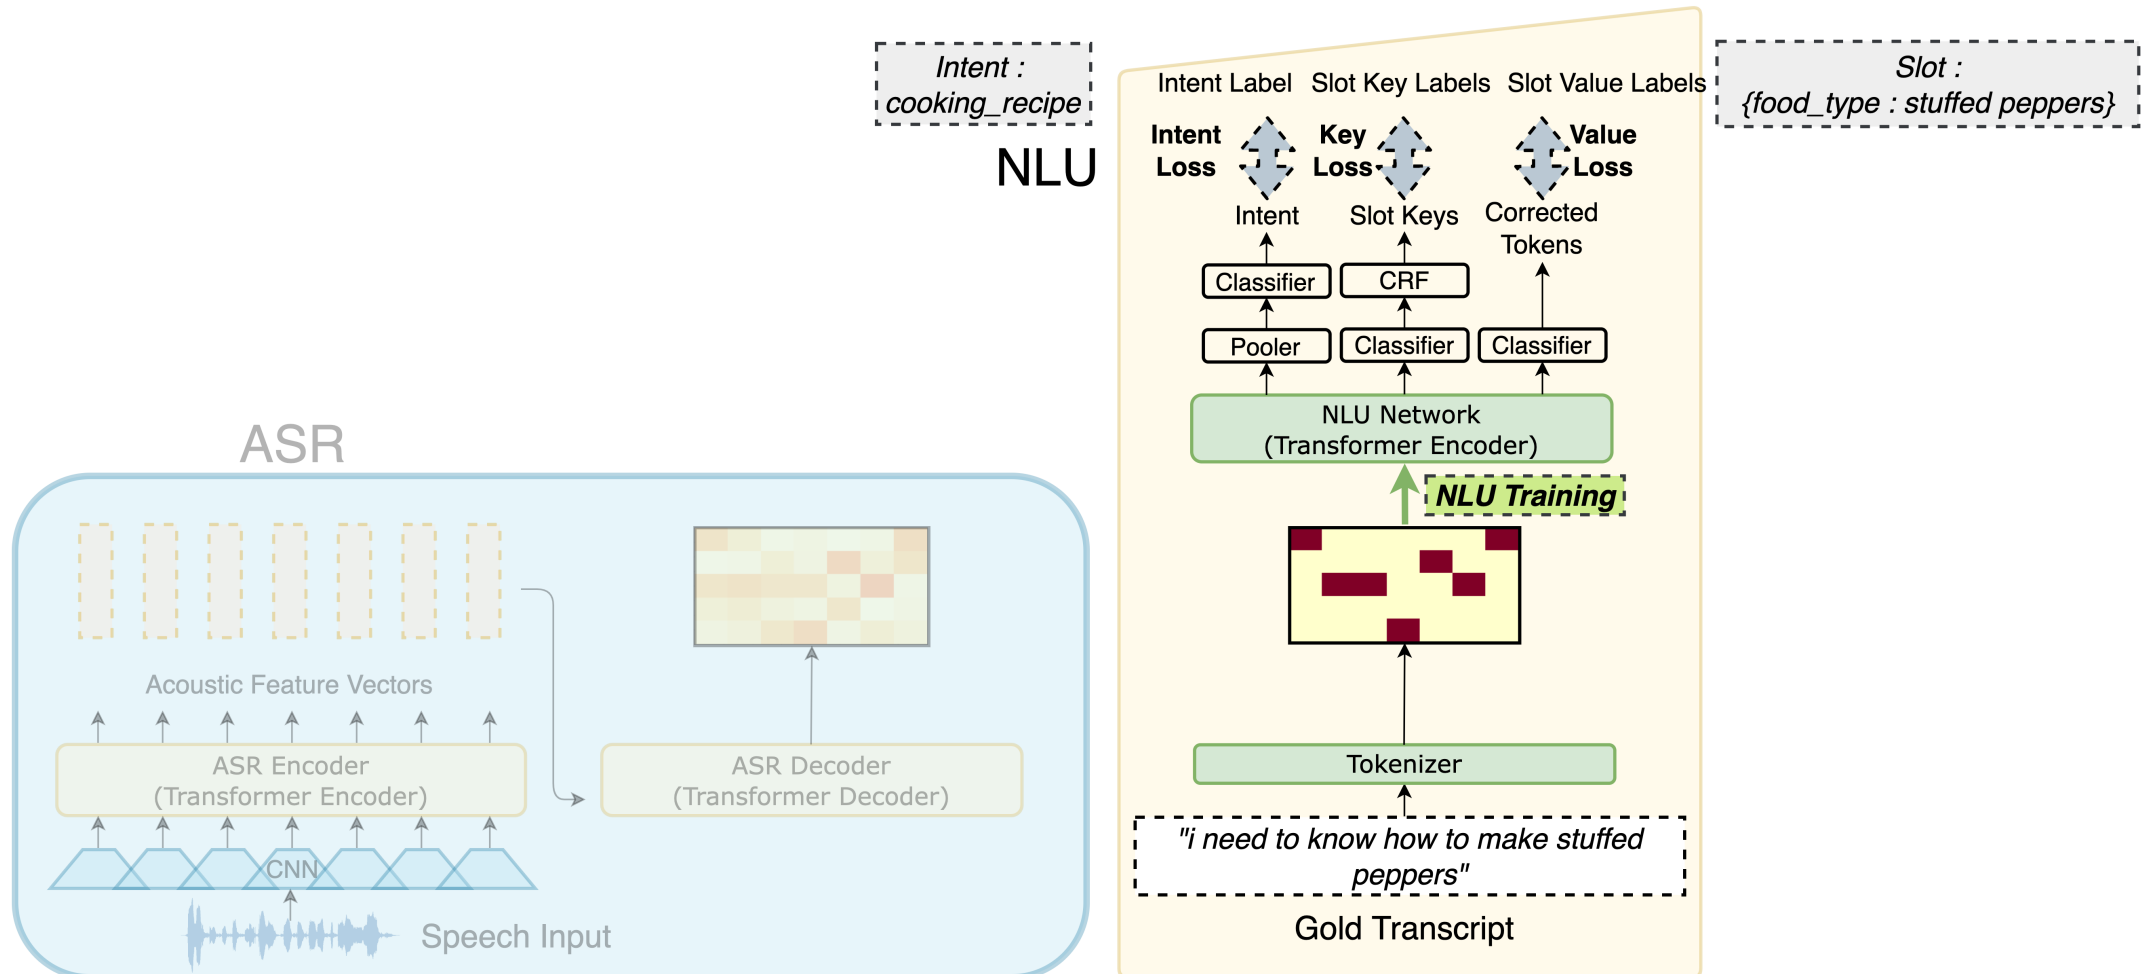 Intent :
cooking_recipe
NLU
Intent Label
Slot Key Labels
Slot Value Labels
Slot :
{food_type : stuffed peppers}
Intent
Loss
Key
Loss
Value
Loss
Intent
Slot Keys
Corrected
Tokens
Classifier
CRF
Pooler
Classifier
Classifier
NLU Network
(Transformer Encoder)
NLU Training
Tokenizer
"i need to know how to make stuffed
peppers"
Gold Transcript
ASR
Acoustic Feature Vectors
ASR Encoder
(Transformer Encoder)
ASR Decoder
(Transformer Decoder)
CNN
Speech Input